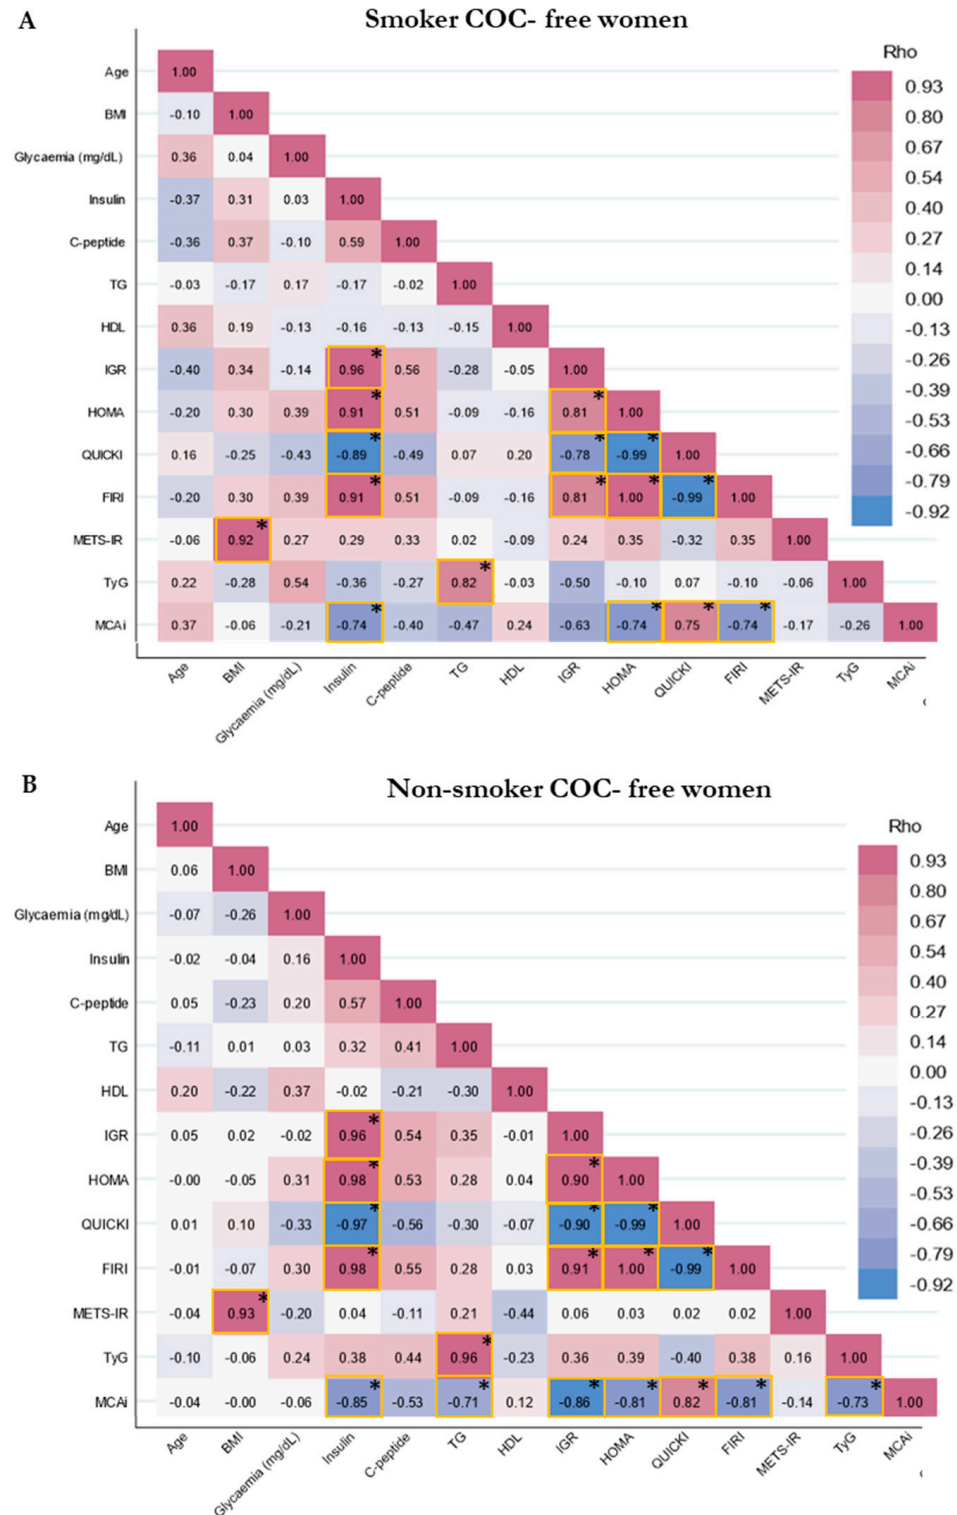 A
Smoker COC- free women
Rho
Age 1.00
BMI -0.10 1.00
Glycaemia (mg/dL) 0.36 0.04 1.00
Insulin -0.37 0.31 0.03 1.00
C-peptide -0.36 0.37 -0.10 0.59 1.00
TG -0.03 -0.17 0.17 -0.17 -0.02 1.00
HDL 0.36 0.19 -0.13 -0.16 -0.13 -0.15 1.00
IGR -0.40 0.34 -0.14 0.96* 0.56 -0.28 -0.05 1.00
HOMA -0.20 0.30 0.39 0.91* 0.51 -0.09 -0.16 0.81* 1.00
QUICKI 0.16 -0.25 -0.43 -0.89* -0.49 0.07 0.20 -0.78* -0.99* 1.00
FIRI -0.20 0.30 0.39 0.91* 0.51 -0.09 -0.16 0.81* 1.00* -0.99* 1.00
METS-IR -0.06 0.92* 0.27 0.29 0.33 0.02 -0.09 0.24 0.35 -0.32 0.35 1.00
TyG 0.22 -0.28 0.54 -0.36 -0.27 0.82* -0.03 -0.50 -0.10 0.07 -0.10 -0.06 1.00
MCAi 0.37 -0.06 -0.21 -0.74* -0.40 -0.47 0.24 -0.63 -0.74* 0.75* -0.74* -0.17 -0.26 1.00
Age BMI Glycaemia (mg/dL) Insulin C-peptide TG HDL IGR HOMA QUICKI FIRI METS-IR TyG MCAi
0.93
0.80
0.67
0.54
0.40
0.27
0.14
0.00
-0.13
-0.26
-0.39
-0.53
-0.66
-0.79
-0.92
B
Non-smoker COC- free women
Rho
Age 1.00
BMI 0.06 1.00
Glycaemia (mg/dL) -0.07 -0.26 1.00
Insulin -0.02 -0.04 0.16 1.00
C-peptide 0.05 -0.23 0.20 0.57 1.00
TG -0.11 0.01 0.03 0.32 0.41 1.00
HDL 0.20 -0.22 0.37 -0.02 -0.21 -0.30 1.00
IGR 0.05 0.02 -0.02 0.96* 0.54 0.35 -0.01 1.00
HOMA -0.00 -0.05 0.31 0.98* 0.53 0.28 0.04 0.90* 1.00
QUICKI 0.01 0.10 -0.33 -0.97* -0.56 -0.30 -0.07 -0.90* -0.99* 1.00
FIRI -0.01 -0.07 0.30 0.98* 0.55 0.28 0.03 0.91* 1.00* -0.99* 1.00
METS-IR -0.04 0.93* -0.20 0.04 -0.11 0.21 -0.44 0.06 0.03 0.02 0.02 1.00
TyG -0.10 -0.06 0.24 0.38 0.44 0.96* -0.23 0.36 0.39 -0.40 0.38 0.16 1.00
MCAi -0.04 -0.00 -0.06 -0.85* -0.53 -0.71* 0.12 -0.86* -0.81* 0.82* -0.81* -0.14 -0.73* 1.00
Age BMI Glycaemia (mg/dL) Insulin C-peptide TG HDL IGR HOMA QUICKI FIRI METS-IR TyG MCAi
0.93
0.80
0.67
0.54
0.40
0.27
0.14
0.00
-0.13
-0.26
-0.39
-0.53
-0.66
-0.79
-0.92